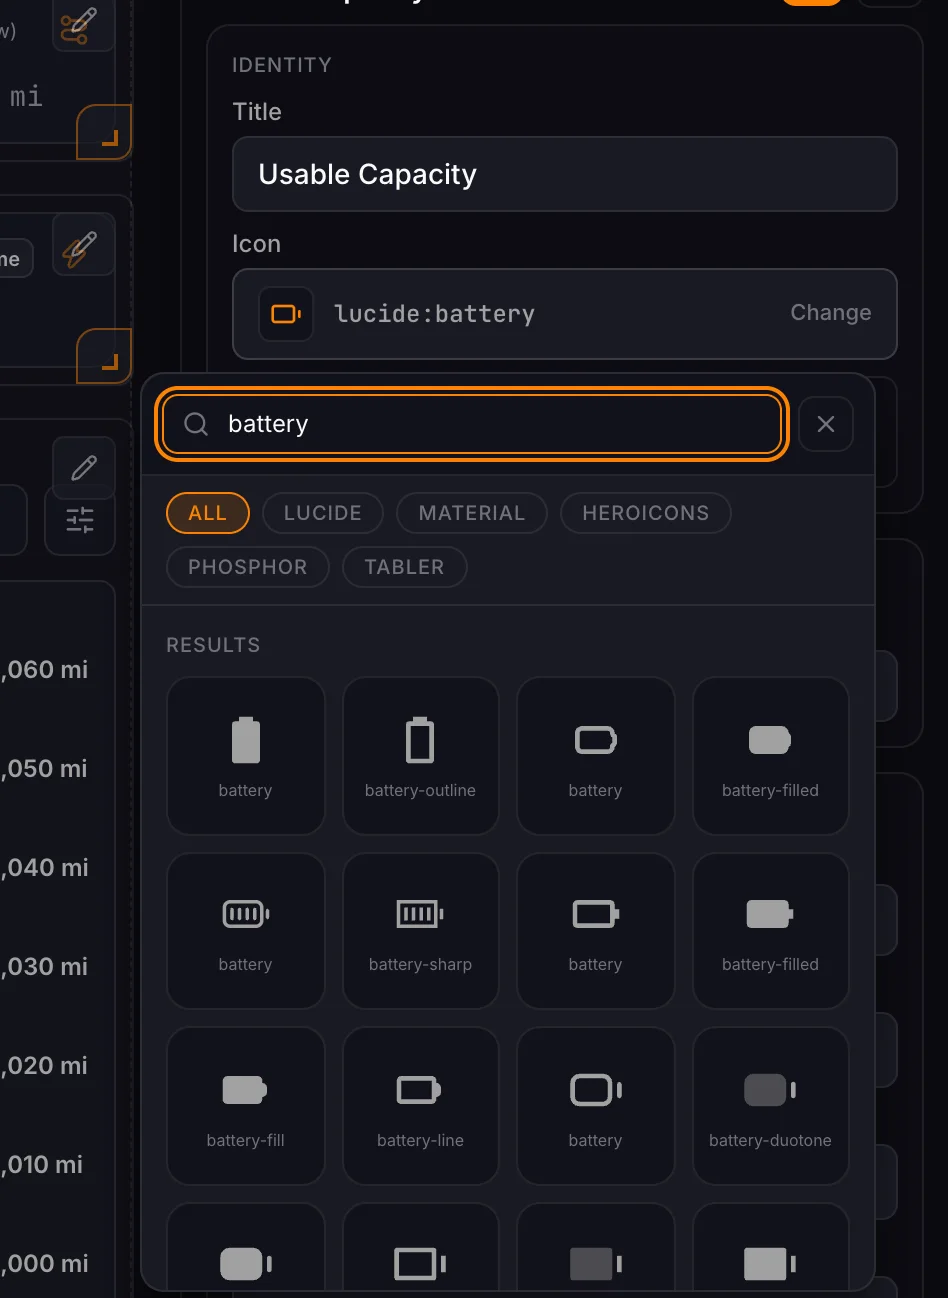 w)
mi
me
,060 mi
,050 mi
,040 mi
,030 mi
,020 mi
,010 mi
,000 mi
IDENTITY
Title
Usable Capacity
Icon
lucide:battery
Change
battery
ALL
LUCIDE
MATERIAL
HEROICONS
PHOSPHOR
TABLER
RESULTS
battery
battery-outline
battery
battery-filled
battery
battery-sharp
battery
battery-filled
battery-fill
battery-line
battery
battery-duotone